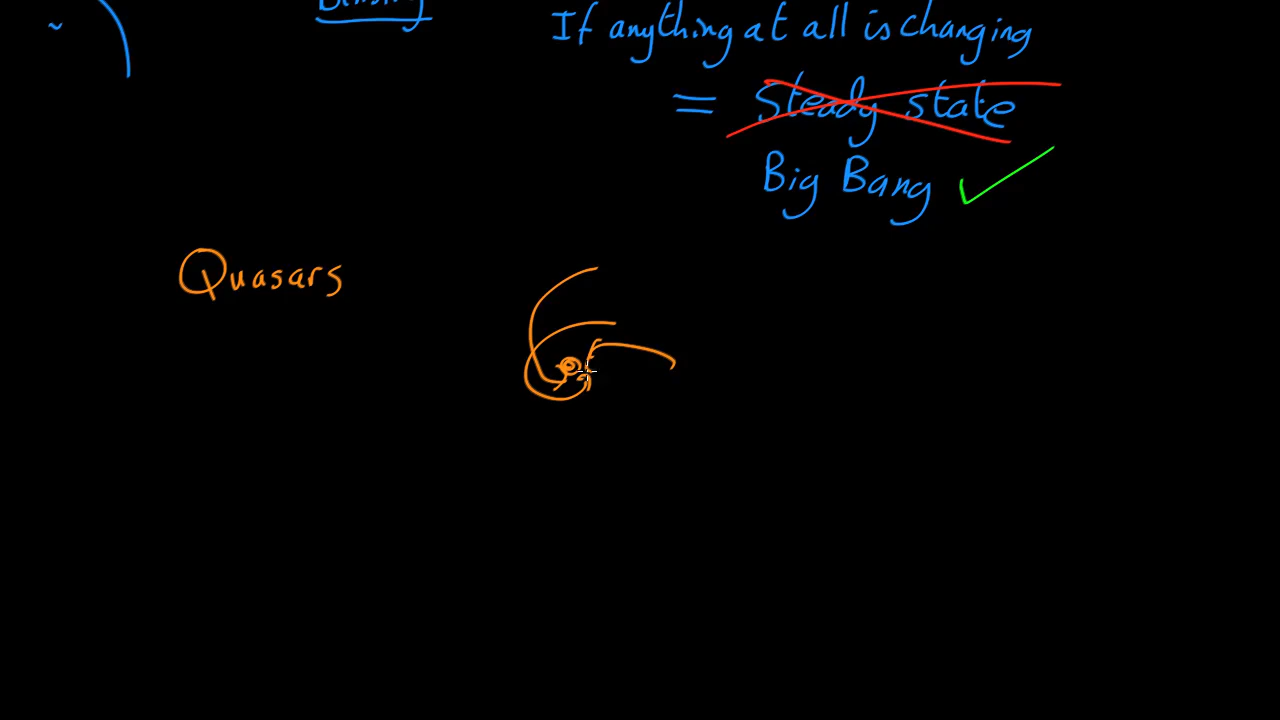 If anything at all is changing
= Steady state
Big Bang
Quasars